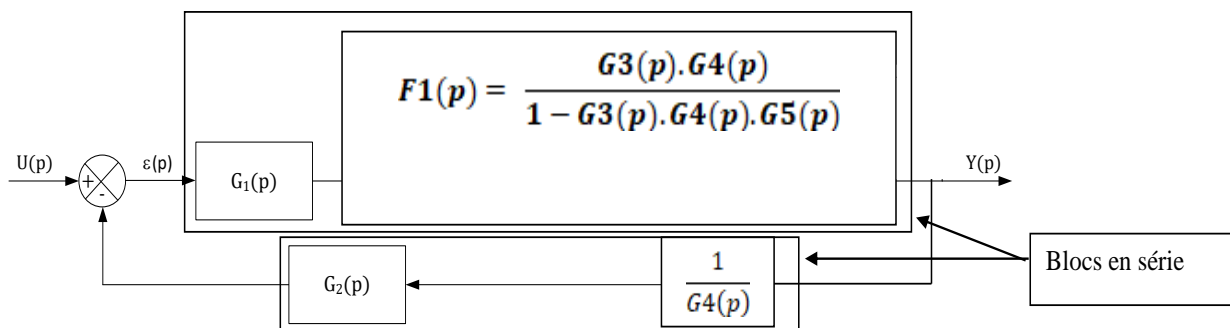 F1(p) = G3(p).G4(p) / 1 − G3(p).G4(p).G5(p)
U(p)
+
-
ε(p)
G₁(p)
Y(p)
G₂(p)
1 / G4(p)
Blocs en série